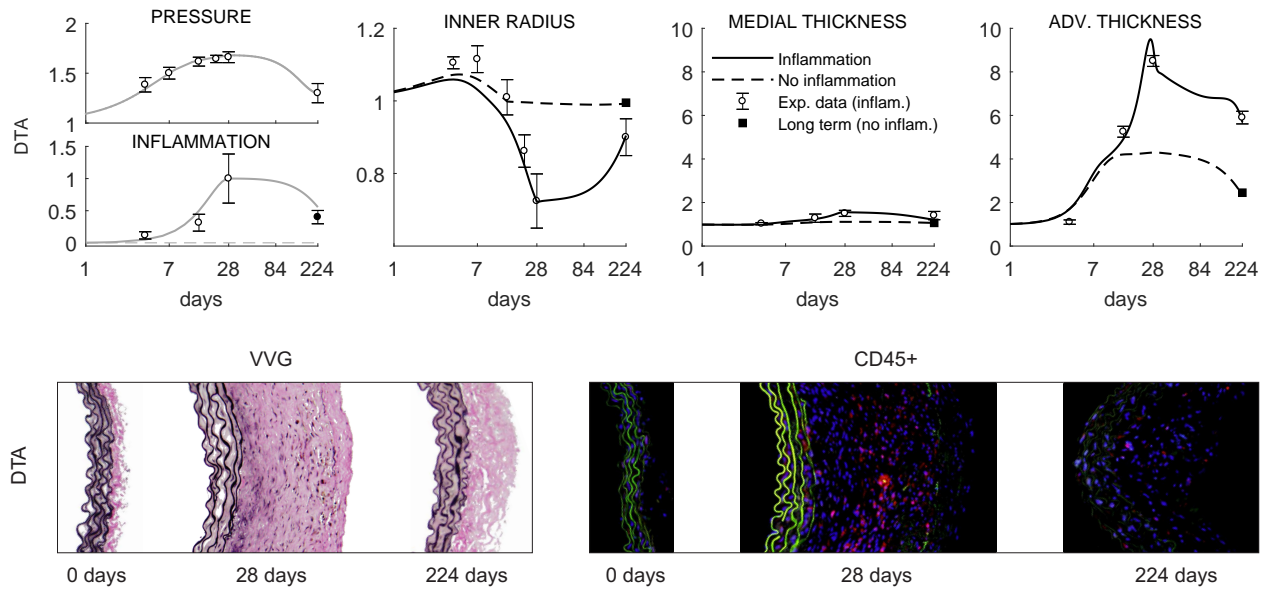 PRESSURE
INNER RADIUS
MEDIAL THICKNESS
ADV. THICKNESS
2
1.5
1
DTA
INFLAMMATION
1.5
1
0.5
0
1 7 28 84 224
days
1.2
1
0.8
1 7 28 84 224
days
10
8
6
4
2
0
Inflammation
No inflammation
Exp. data (inflam.)
Long term (no inflam.)
1 7 28 84 224
days
10
8
6
4
2
0
1 7 28 84 224
days
VVG
CD45+
DTA
0 days 28 days 224 days
0 days 28 days 224 days